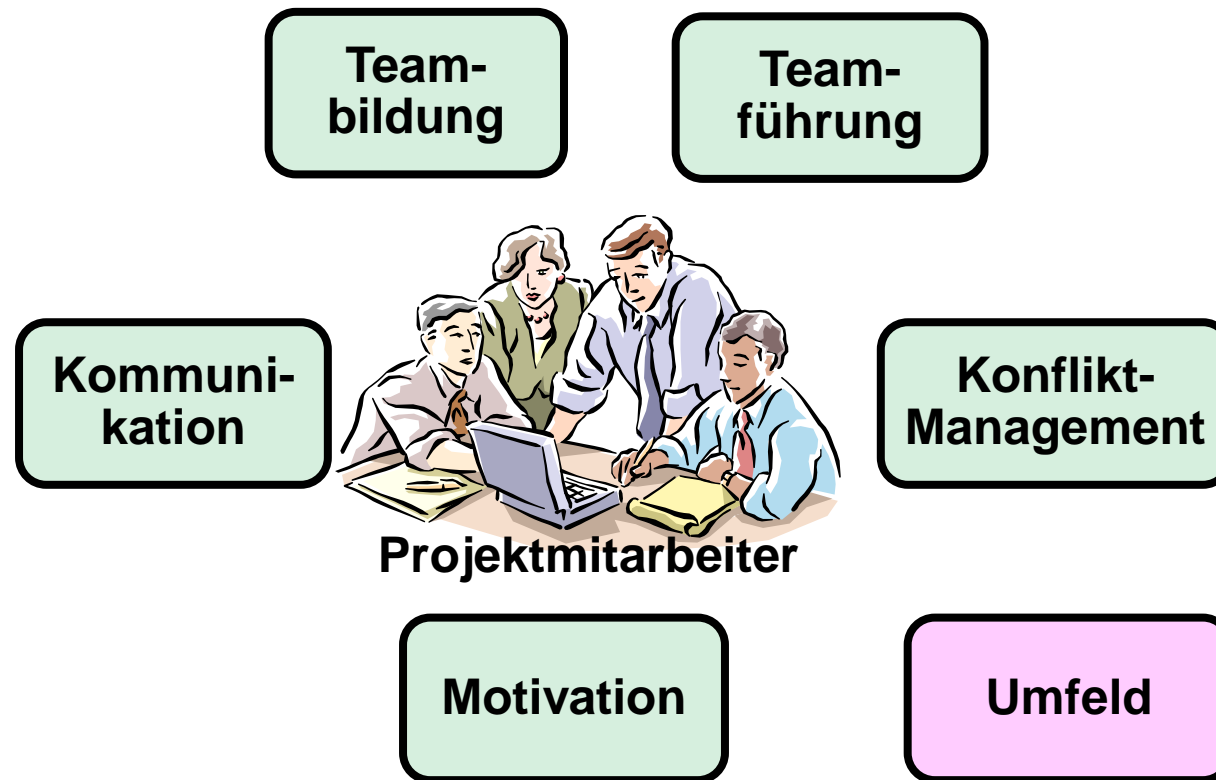 Team-
bildung
Team-
führung
Kommuni-
kation
Konflikt-
Management
Projektmitarbeiter
Motivation
Umfeld